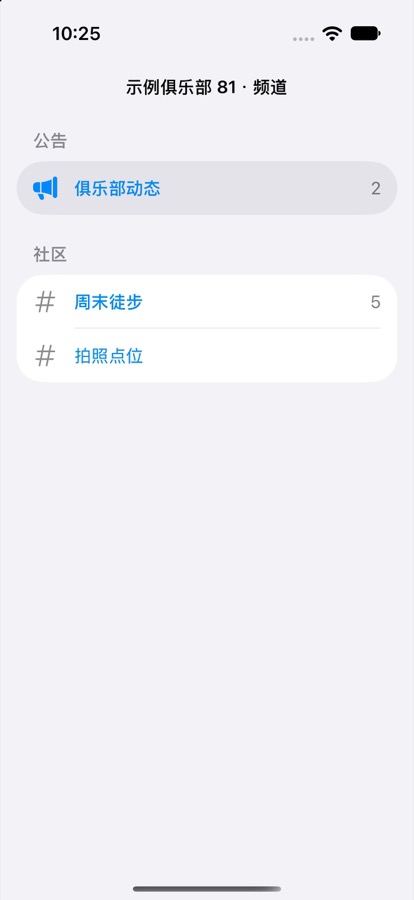 10:25
示例俱乐部 81 · 频道
公告
俱乐部动态 2
社区
# 周末徒步 5
# 拍照点位